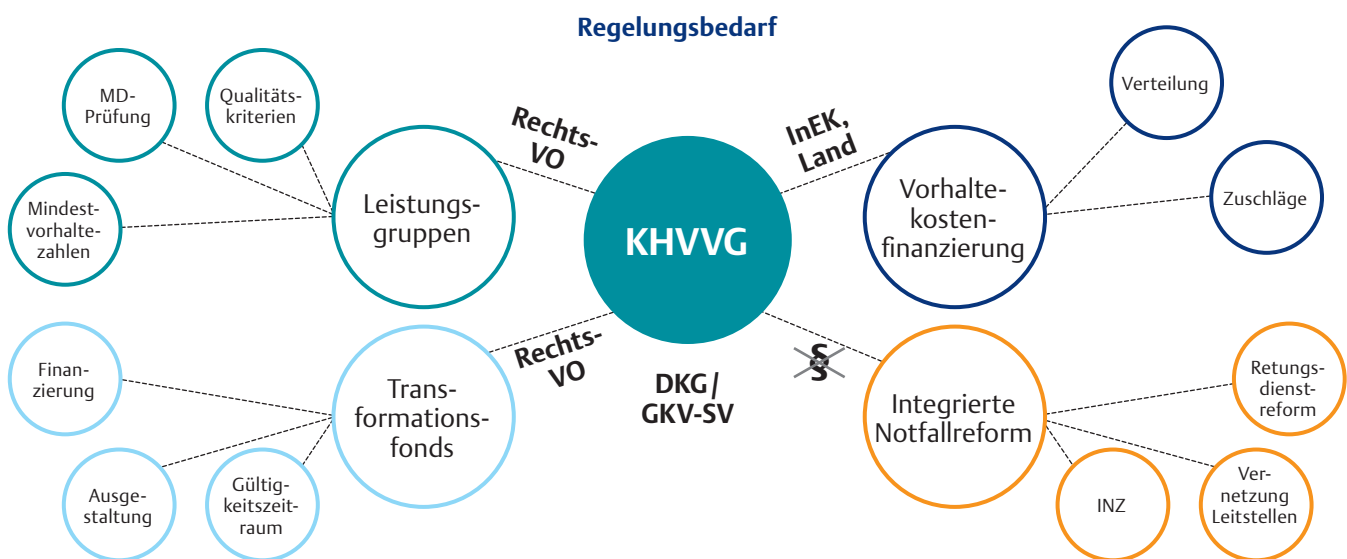 Regelungsbedarf
MD-
Prüfung
Qualitäts-
kriterien
Mindest-
vorhalte-
zahlen
Leistungs-
gruppen
Rechts-
VO
KHVVG
InEK,
Land
Vorhalte-
kosten-
finanzierung
Verteilung
Zuschläge
Finan-
zierung
Ausge-
staltung
Gültig-
keitszeit-
raum
Trans-
formations-
fonds
Rechts-
VO
DKG/
GKV-SV
§
Integrierte
Notfallreform
Retungs-
dienst-
reform
INZ
Ver-
netzung
Leitstellen